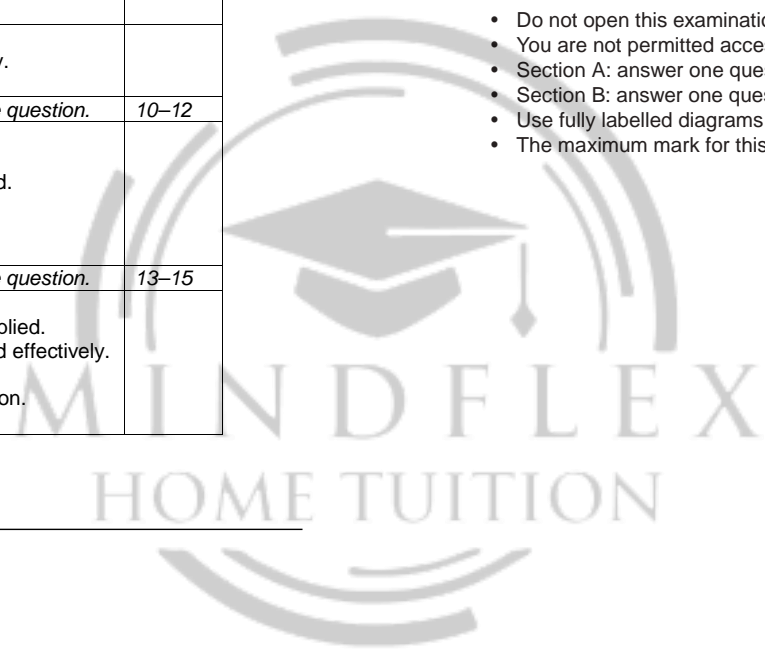 y.
question. 10–12
d.
question. 13–15
plied.
d effectively.
on.
• Do not open this examinatio
• You are not permitted acce
• Section A: answer one ques
• Section B: answer one ques
• Use fully labelled diagrams
• The maximum mark for this
MINDFLEX
HOME TUITION